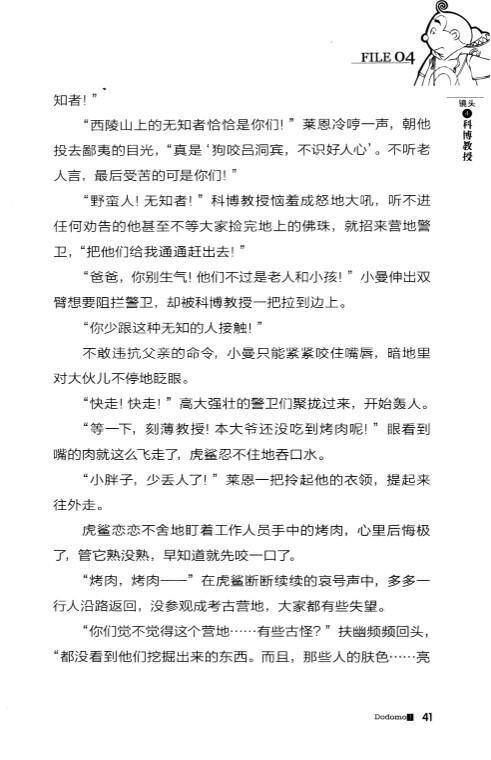 FILE 04
镜头
4
科博教授
知者！”
“西陵山上的无知者恰恰是你们！”莱恩冷哼一声，朝他
投去鄙夷的目光，“真是‘狗咬吕洞宾，不识好人心’。不听老
人言，最后受苦的可是你们！”
“野蛮人！无知者！”科博教授恼羞成怒地大吼，听不进
任何劝告的他甚至不等大家捡完地上的佛珠，就招来营地警
卫，“把他们给我通通赶出去！”
“爸爸，你别生气！他们不过是老人和小孩！”小曼伸出双
臂想要阻拦警卫，却被科博教授一把拉到边上。
“你少跟这种无知的人接触！”
不敢违抗父亲的命令，小曼只能紧紧咬住嘴唇，暗地里
对大伙儿不停地眨眼。
“快走！快走！”高大强壮的警卫们聚拢过来，开始轰人。
“等一下，刻薄教授！本大爷还没吃到烤肉呢！”眼看到
嘴的肉就这么飞走了，虎鲨忍不住地吞口水。
“小胖子，少丢人了！”莱恩一把拎起他的衣领，提起来
往外走。
虎鲨恋恋不舍地盯着工作人员手中的烤肉，心里后悔极
了，管它熟没熟，早知道就先咬一口了。
“烤肉，烤肉——”在虎鲨断断续续的哀号声中，多多一
行人沿路返回，没参观成考古营地，大家都有些失望。
“你们觉不觉得这个营地……有些古怪？”扶幽频频回头，
“都没看到他们挖掘出来的东西。而且，那些人的肤色……亮
Dodomo 41